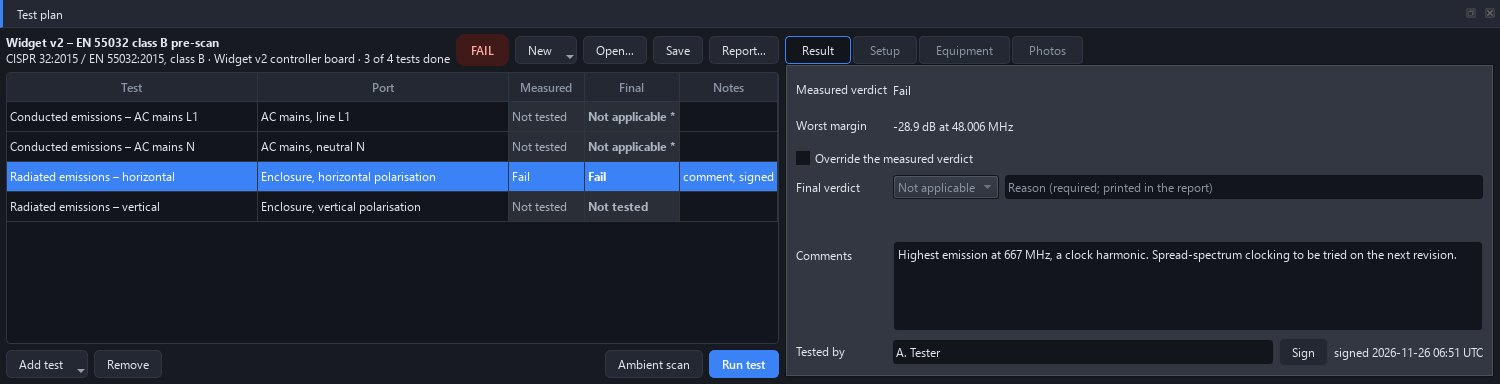 Test plan
Widget v2 – EN 55032 class B pre-scan
CISPR 32:2015 / EN 55032:2015, class B · Widget v2 controller board · 3 of 4 tests done
FAIL
New
Open...
Save
Report...
Test Port Measured Final Notes
Conducted emissions – AC mains L1 AC mains, line L1 Not tested Not applicable *
Conducted emissions – AC mains N AC mains, neutral N Not tested Not applicable *
Radiated emissions – horizontal Enclosure, horizontal polarisation Fail Fail comment, signed
Radiated emissions – vertical Enclosure, vertical polarisation Not tested Not tested
Add test
Remove
Ambient scan
Run test
Result Setup Equipment Photos
Measured verdict Fail
Worst margin -28.9 dB at 48.006 MHz
Override the measured verdict
Final verdict Not applicable Reason (required; printed in the report)
Comments Highest emission at 667 MHz, a clock harmonic. Spread-spectrum clocking to be tried on the next revision.
Tested by A. Tester Sign signed 2026-11-26 06:51 UTC